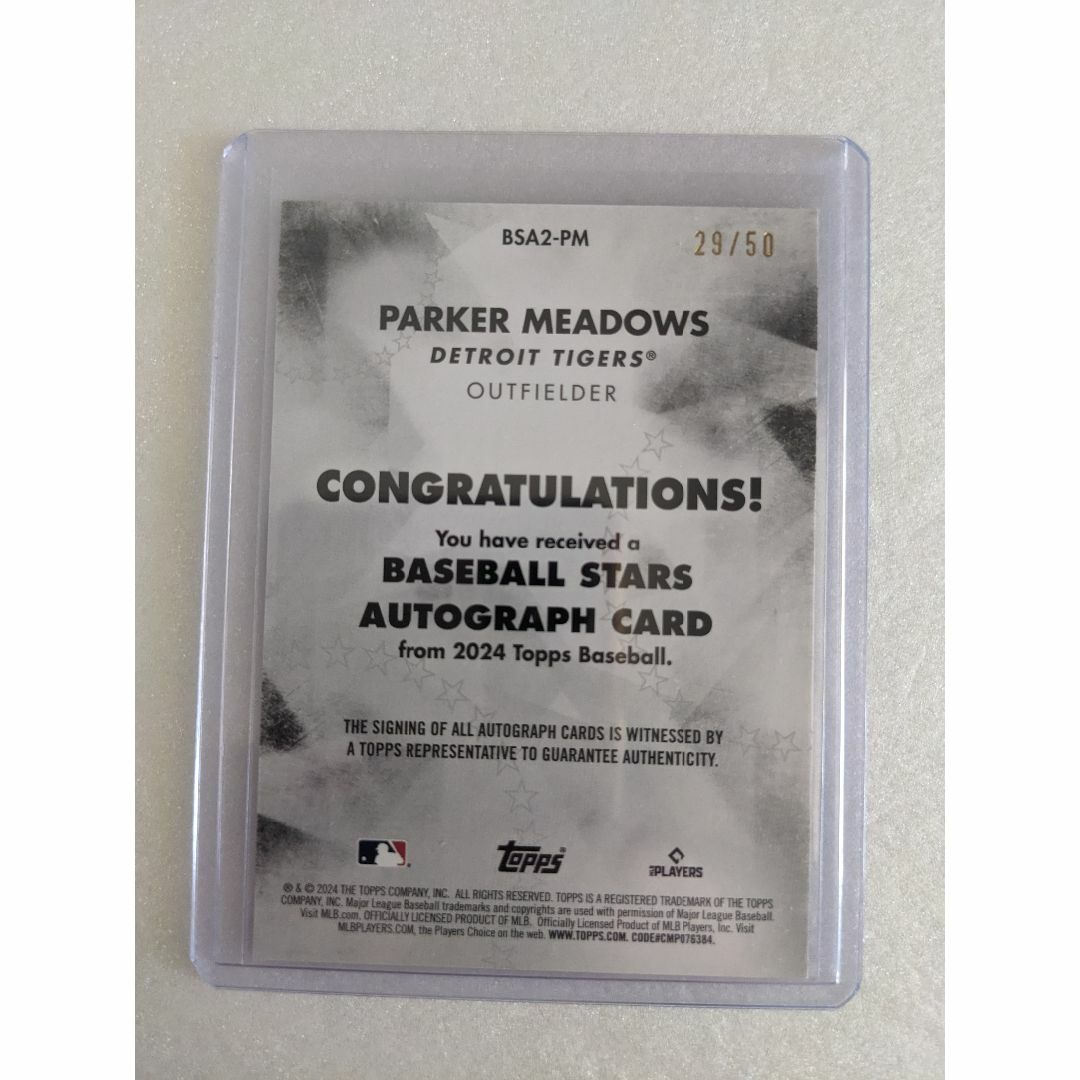 BSA2-PM
29/50
PARKER MEADOWS
DETROIT TIGERS®
OUTFIELDER
CONGRATULATIONS!
You have received a
BASEBALL STARS
AUTOGRAPH CARD
from 2024 Topps Baseball.
THE SIGNING OF ALL AUTOGRAPH CARDS IS WITNESSED BY
A TOPPS REPRESENTATIVE TO GUARANTEE AUTHENTICITY.
topps®
MLB PLAYERS
® & © 2024 THE TOPPS COMPANY, INC. ALL RIGHTS RESERVED. TOPPS IS A REGISTERED TRADEMARK OF THE TOPPS
COMPANY, INC. Major League Baseball trademarks and copyrights are used with permission of Major League Baseball.
Visit MLB.com. OFFICIALLY LICENSED PRODUCT OF MLB. Officially Licensed Product of MLB Players, Inc. Visit
MLBPLAYERS.COM, the Players Choice on the web. WWW.TOPPS.COM. CODE#CMP076384.